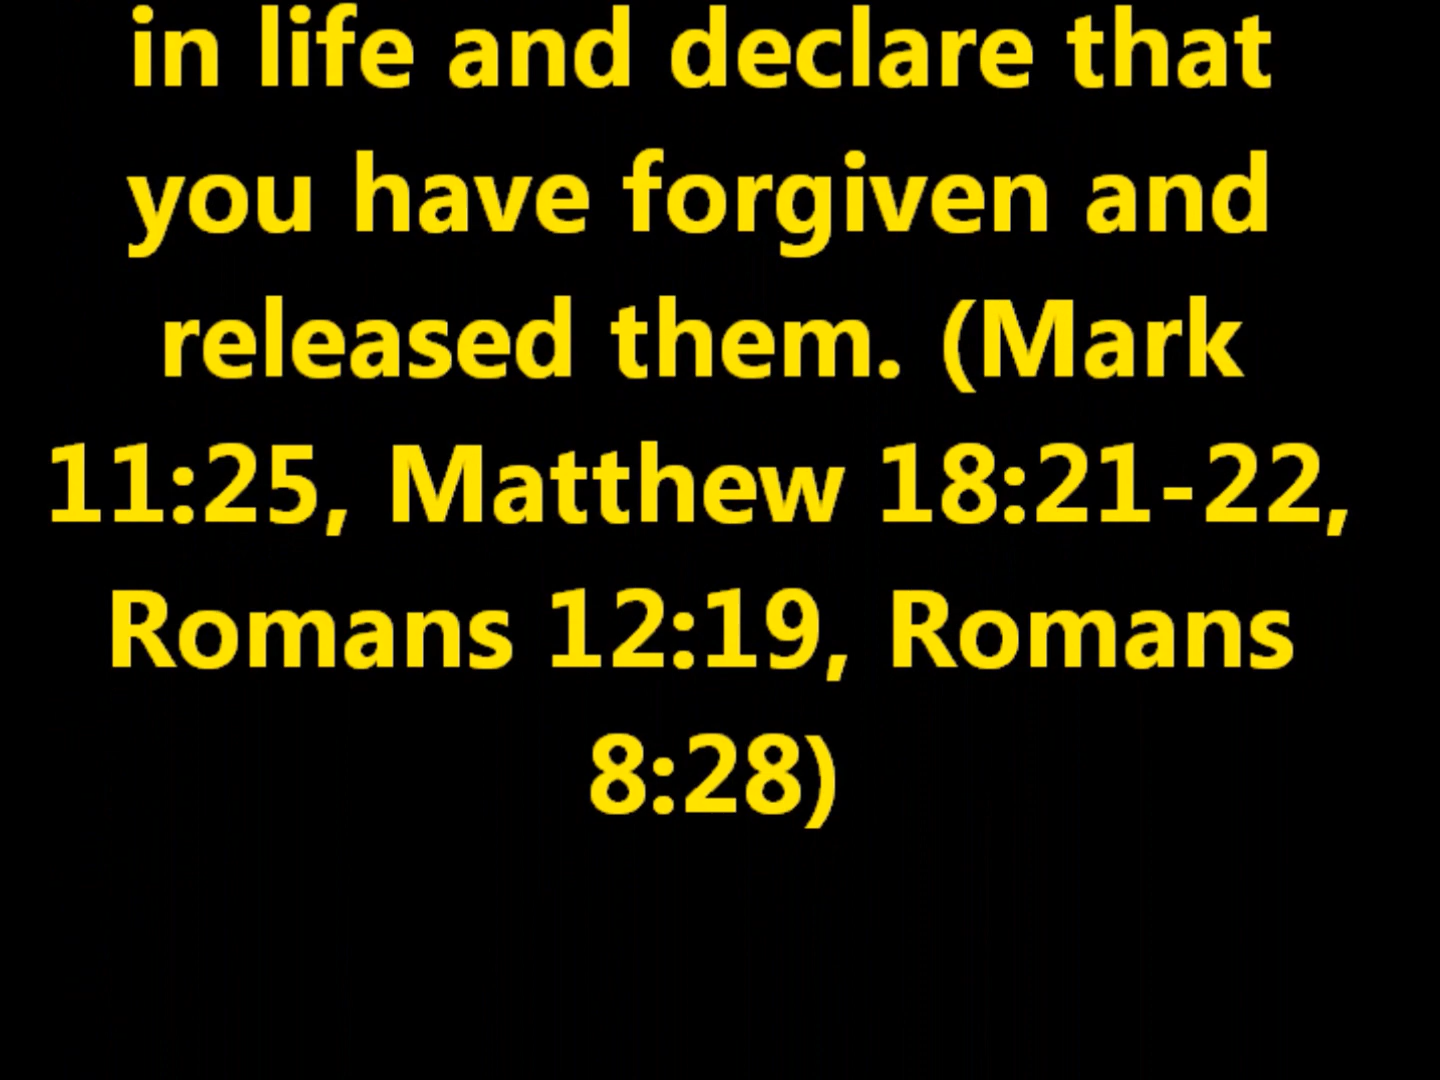 in life and declare that
you have forgiven and
released them. (Mark
11:25, Matthew 18:21-22,
Romans 12:19, Romans
8:28)